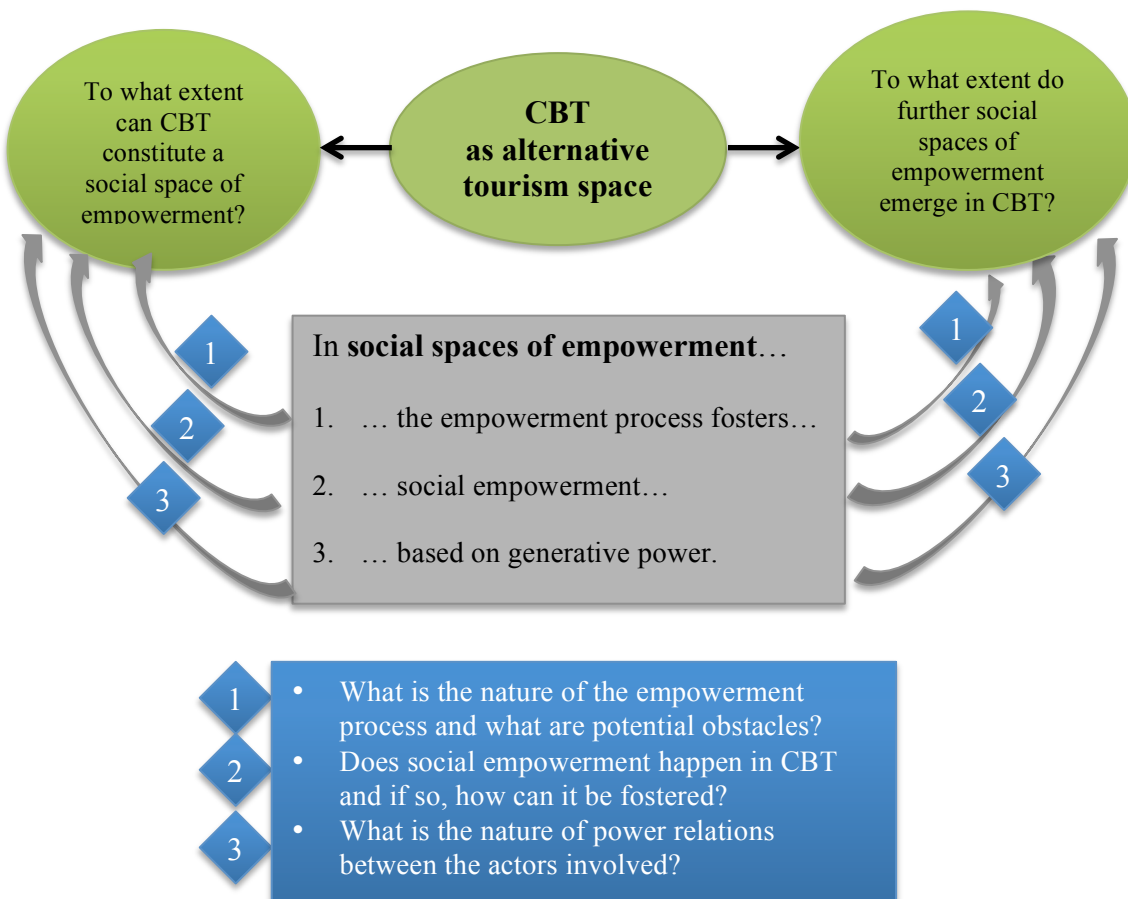 To what extent
can CBT
constitute a
social space of
empowerment?
CBT
as alternative
tourism space
To what extent do
further social
spaces of
empowerment
emerge in CBT?
1
2
3
In social spaces of empowerment…
1. … the empowerment process fosters…
2. … social empowerment…
3. … based on generative power.
1
2
3
1
2
3
• What is the nature of the empowerment
process and what are potential obstacles?
• Does social empowerment happen in CBT
and if so, how can it be fostered?
• What is the nature of power relations
between the actors involved?